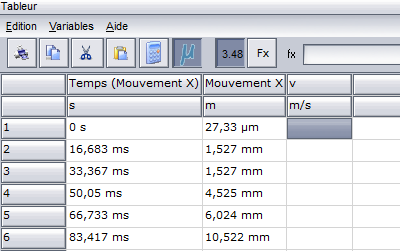 Tableur
Edition Variables Aide
µ 3.48 Fx fx
Temps (Mouvement X) Mouvement X v
s m m/s
1 0 s 27,33 µm
2 16,683 ms 1,527 mm
3 33,367 ms 1,527 mm
4 50,05 ms 4,525 mm
5 66,733 ms 6,024 mm
6 83,417 ms 10,522 mm